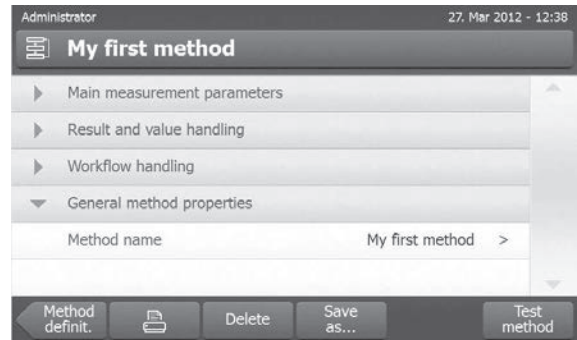 Administrator 27. Mar 2012 - 12:38
My first method
Main measurement parameters
Result and value handling
Workflow handling
General method properties
Method name My first method >
Method definit.
Delete
Save as...
Test method